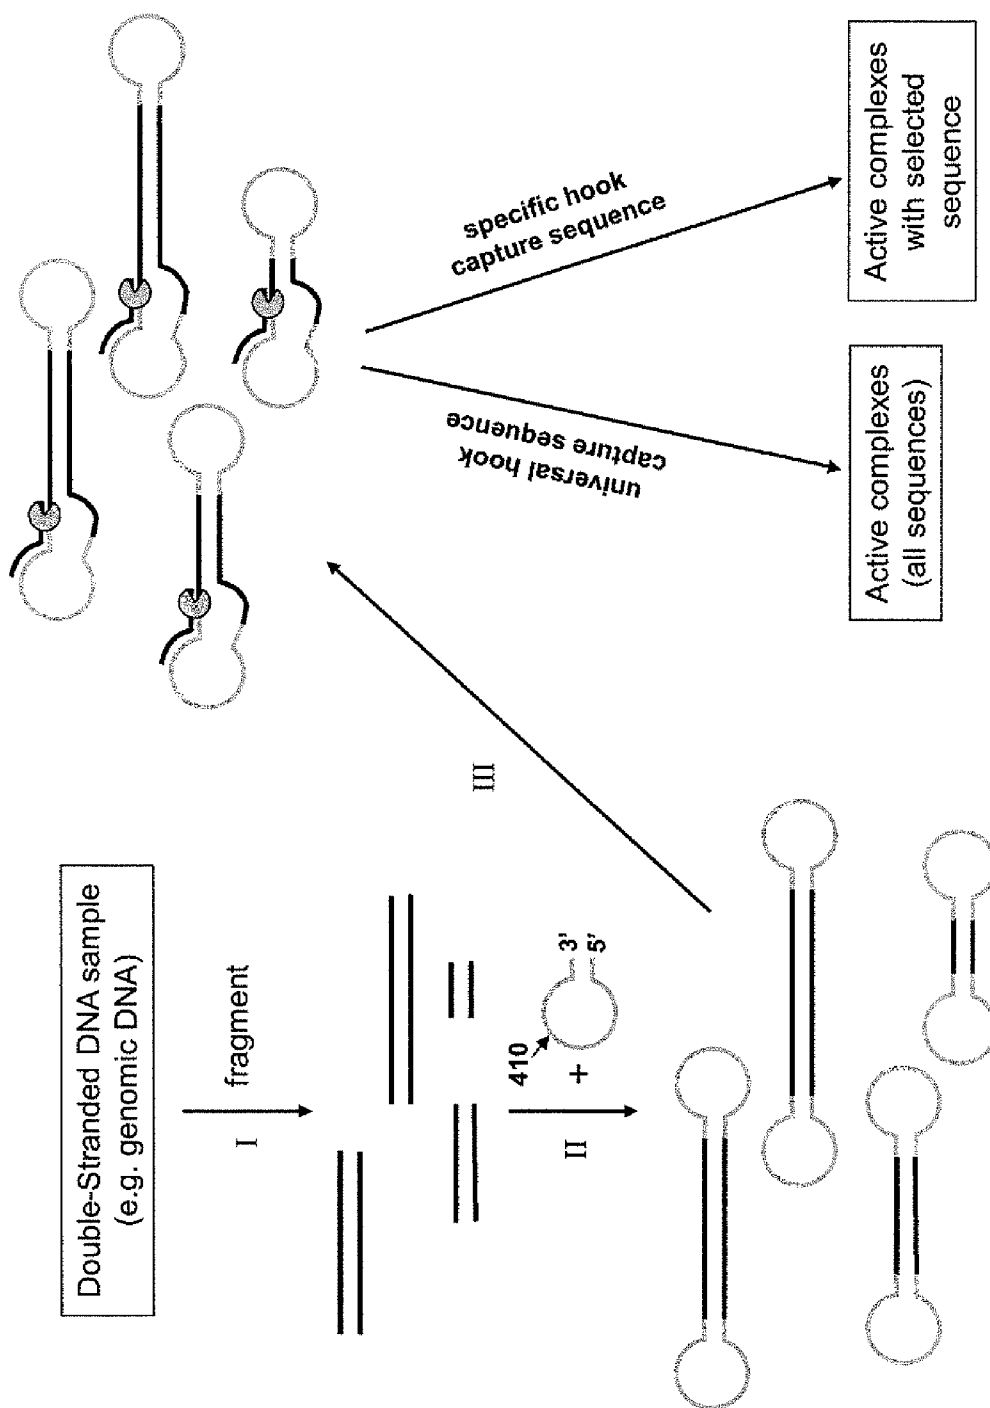 Double-Stranded DNA sample
(e.g. genomic DNA)
I
fragment
410
3'
5'
+
II
III
universal hook
capture sequence
specific hook
capture sequence
Active complexes
(all sequences)
Active complexes
with selected
sequence